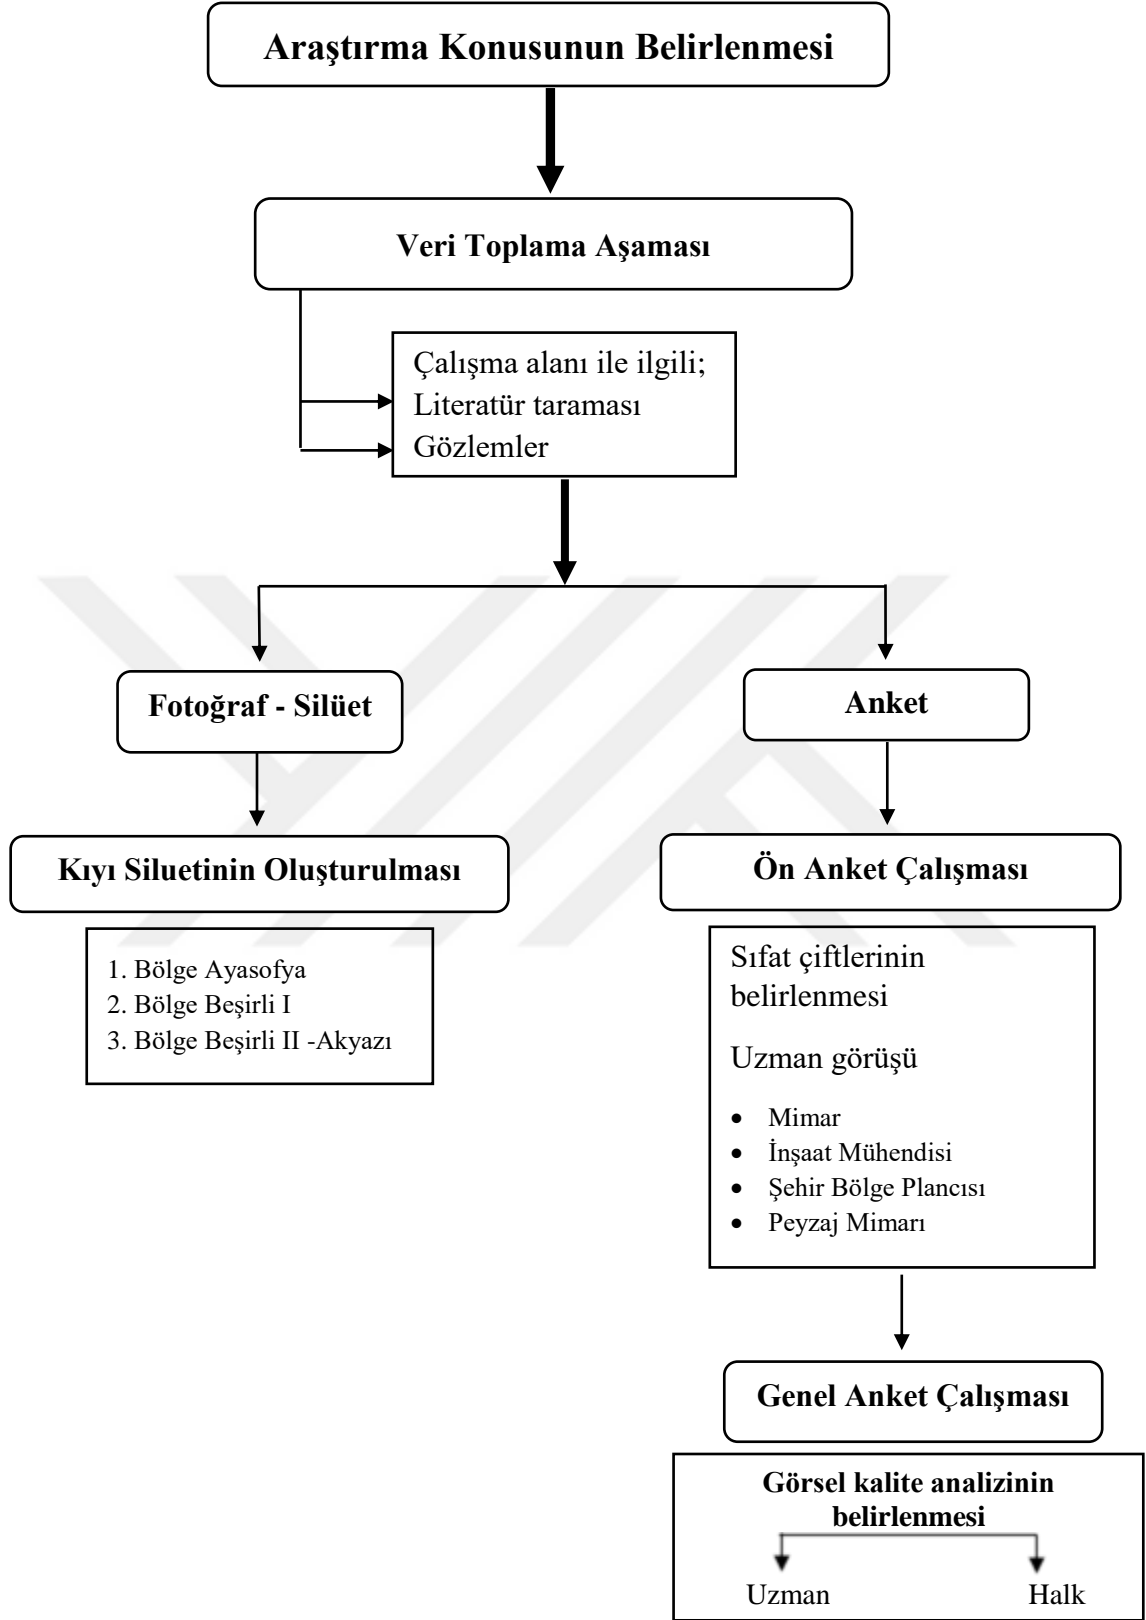 Araştırma Konusunun Belirlenmesi
Veri Toplama Aşaması
Çalışma alanı ile ilgili;
Literatür taraması
Gözlemler
Fotoğraf - Silüet
Kıyı Siluetinin Oluşturulması
1. Bölge Ayasofya
2. Bölge Beşirli I
3. Bölge Beşirli II -Akyazı
Anket
Ön Anket Çalışması
Sıfat çiftlerinin
belirlenmesi
Uzman görüşü
• Mimar
• İnşaat Mühendisi
• Şehir Bölge Plancısı
• Peyzaj Mimarı
Genel Anket Çalışması
Görsel kalite analizinin
belirlenmesi
Uzman Halk